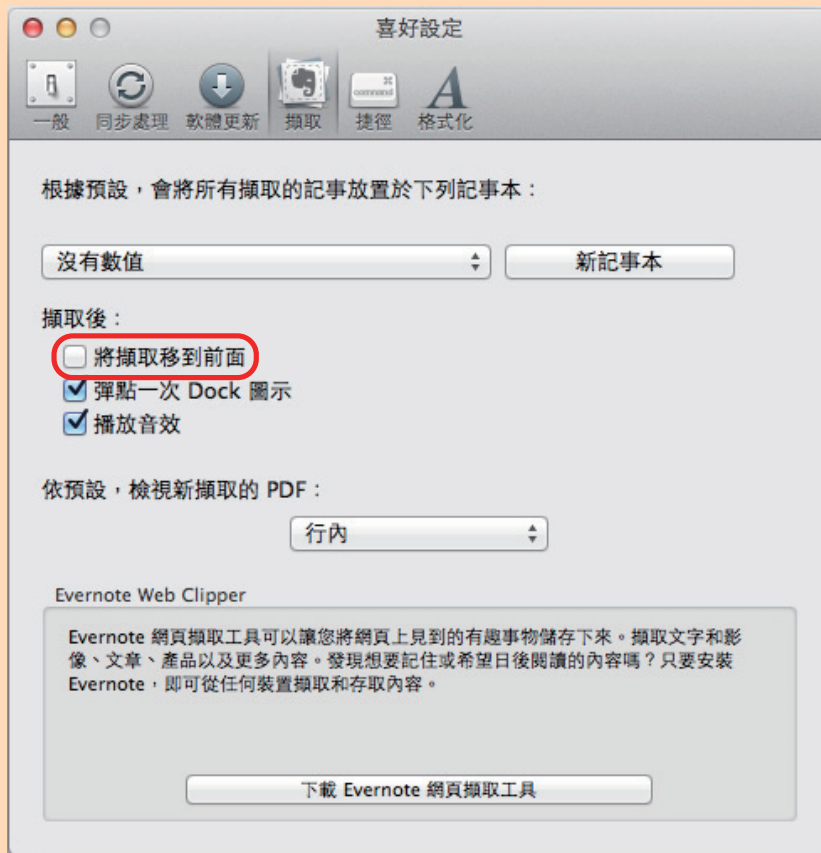 喜好設定
一般 同步處理 軟體更新 擷取 捷徑 格式化
⌘
command
A
根據預設，會將所有擷取的記事放置於下列記事本：
沒有數值 新記事本
擷取後：
將擷取移到前面
彈點一次 Dock 圖示
播放音效
依預設，檢視新擷取的 PDF：
行內
Evernote Web Clipper
Evernote 網頁擷取工具可以讓您將網頁上見到的有趣事物儲存下來。擷取文字和影
像、文章、產品以及更多內容。發現想要記住或希望日後閱讀的內容嗎？只要安裝
Evernote，即可從任何裝置擷取和存取內容。
下載 Evernote 網頁擷取工具